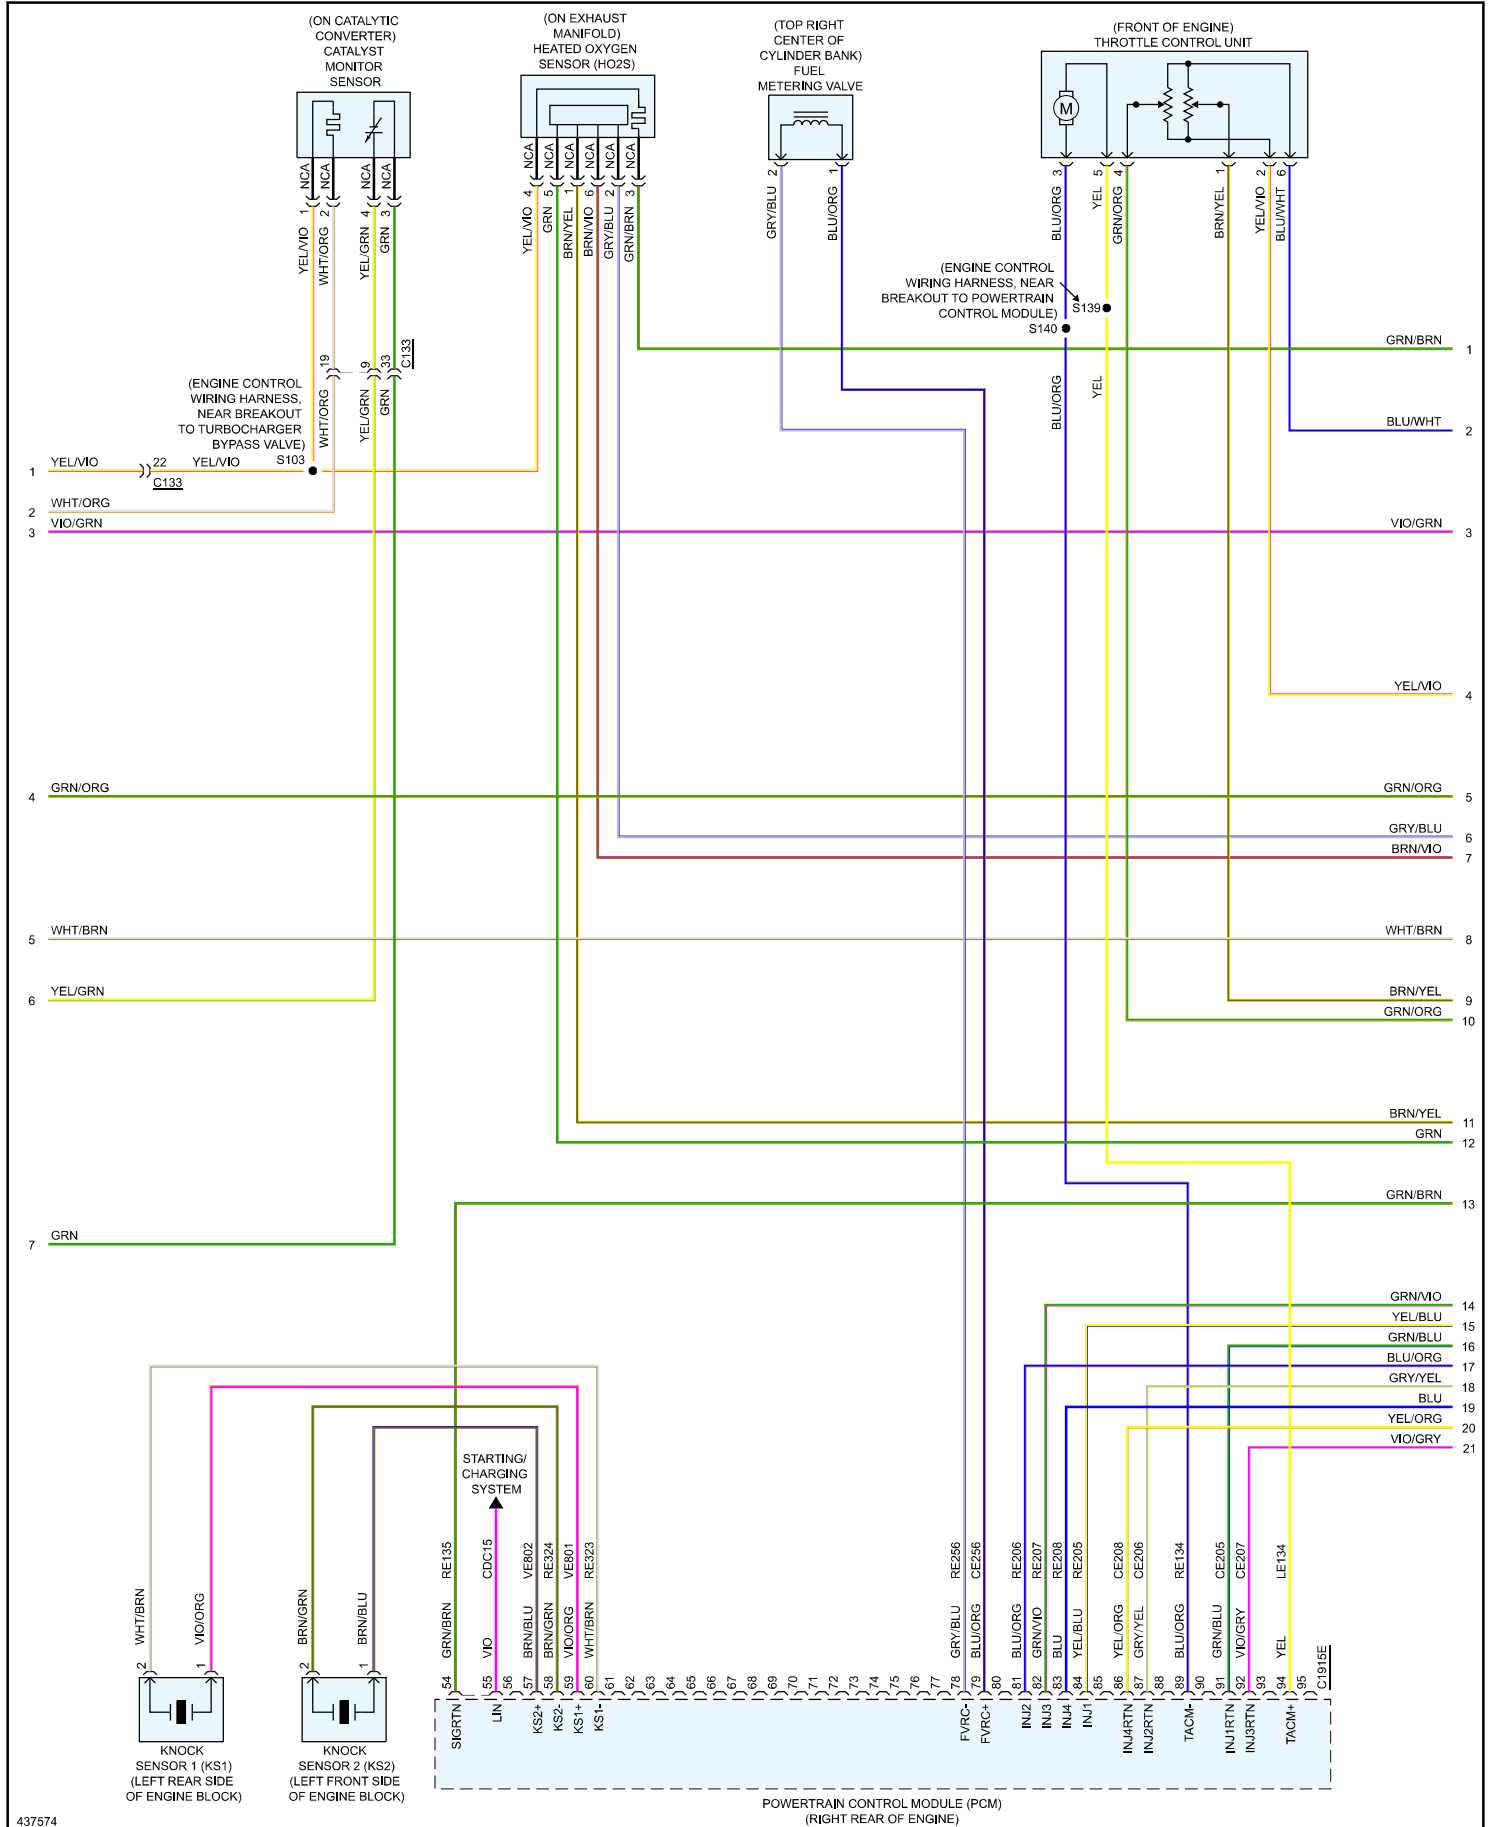 (ON CATALYTIC
CONVERTER)
CATALYST
MONITOR
SENSOR
(ON EXHAUST
MANIFOLD)
HEATED OXYGEN
SENSOR (HO2S)
(TOP RIGHT
CENTER OF
CYLINDER BANK)
FUEL
METERING VALVE
(FRONT OF ENGINE)
THROTTLE CONTROL UNIT
M
NCA
NCA
NCA
NCA
1
2
4
3
YEL/VIO
WHT/ORG
YEL/GRN
GRN
NCA
NCA
NCA
NCA
NCA
NCA
4
5
1
6
2
3
YEL/VIO
GRN
BRN/YEL
BRN/VIO
GRY/BLU
GRN/BRN
2
1
GRY/BLU
BLU/ORG
3
5
4
1
2
6
BLU/ORG
YEL
GRN/ORG
BRN/YEL
YEL/VIO
BLU/WHT
(ENGINE CONTROL
WIRING HARNESS, NEAR
BREAKOUT TO POWERTRAIN
CONTROL MODULE)
S139
S140
BLU/ORG
YEL
19
9
33
C133
WHT/ORG
YEL/GRN
GRN
(ENGINE CONTROL
WIRING HARNESS,
NEAR BREAKOUT
TO TURBOCHARGER
BYPASS VALVE)
S103
1 YEL/VIO 22 YEL/VIO
C133
2 WHT/ORG
3 VIO/GRN
4 GRN/ORG
5 WHT/BRN
6 YEL/GRN
7 GRN
GRN/BRN 1
BLU/WHT 2
VIO/GRN 3
YEL/VIO 4
GRN/ORG 5
GRY/BLU 6
BRN/VIO 7
WHT/BRN 8
BRN/YEL 9
GRN/ORG 10
BRN/YEL 11
GRN 12
GRN/BRN 13
GRN/VIO 14
YEL/BLU 15
GRN/BLU 16
BLU/ORG 17
GRY/YEL 18
BLU 19
YEL/ORG 20
VIO/GRY 21
STARTING/
CHARGING
SYSTEM
WHT/BRN
VIO/ORG
BRN/GRN
BRN/BLU
2
1
2
1
KNOCK
SENSOR 1 (KS1)
(LEFT REAR SIDE
OF ENGINE BLOCK)
KNOCK
SENSOR 2 (KS2)
(LEFT FRONT SIDE
OF ENGINE BLOCK)
RE135
CDC15
VE802
RE324
VE801
RE323
RE256
CE256
RE206
RE207
RE208
RE205
CE208
CE206
RE134
CE205
CE207
LE134
GRN/BRN
VIO
BRN/BLU
BRN/GRN
VIO/ORG
WHT/BRN
GRY/BLU
BLU/ORG
BLU/ORG
GRN/VIO
BLU
YEL/BLU
YEL/ORG
GRY/YEL
BLU/ORG
GRN/BLU
VIO/GRY
YEL
54
55
56
57
58
59
60
61
62
63
64
65
66
67
68
69
70
71
72
73
74
75
76
77
78
79
80
81
82
83
84
85
86
87
88
89
90
91
92
93
94
95
C1915E
SIGRTN
LIN
KS2+
KS2-
KS1+
KS1-
FVRC-
FVRC+
INJ2
INJ3
INJ4
INJ1
INJ4RTN
INJ2RTN
TACM-
INJ1RTN
INJ3RTN
TACM+
POWERTRAIN CONTROL MODULE (PCM)
(RIGHT REAR OF ENGINE)
437574